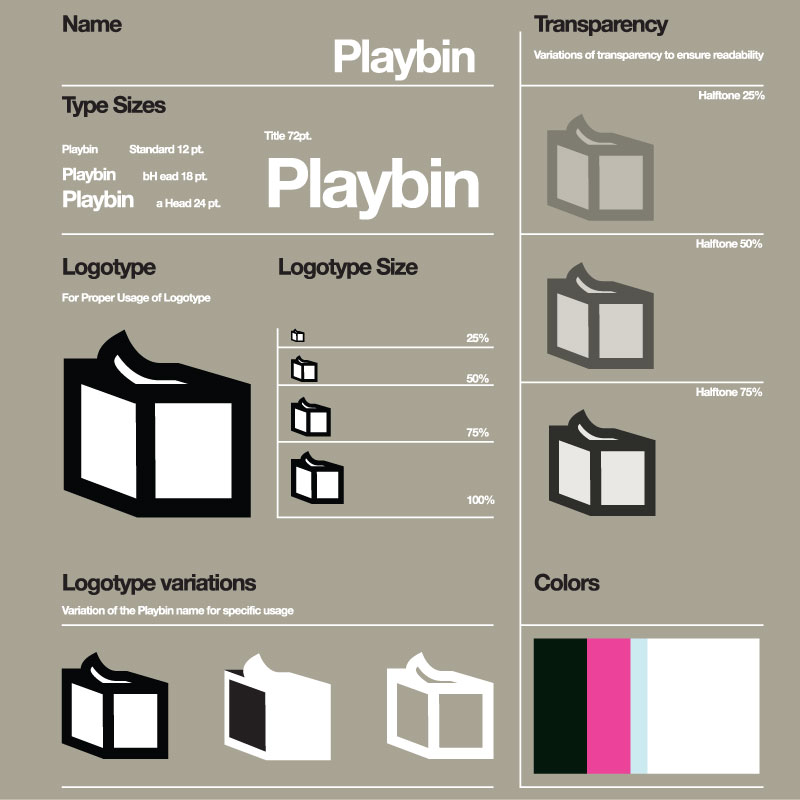 Name
Playbin
Type Sizes
Playbin Standard 12 pt.
Playbin bH ead 18 pt.
Playbin a Head 24 pt.
Title 72pt.
Playbin
Logotype
For Proper Usage of Logotype
Logotype Size
25%
50%
75%
100%
Logotype variations
Variation of the Playbin name for specific usage
Transparency
Variations of transparency to ensure readability
Halftone 25%
Halftone 50%
Halftone 75%
Colors